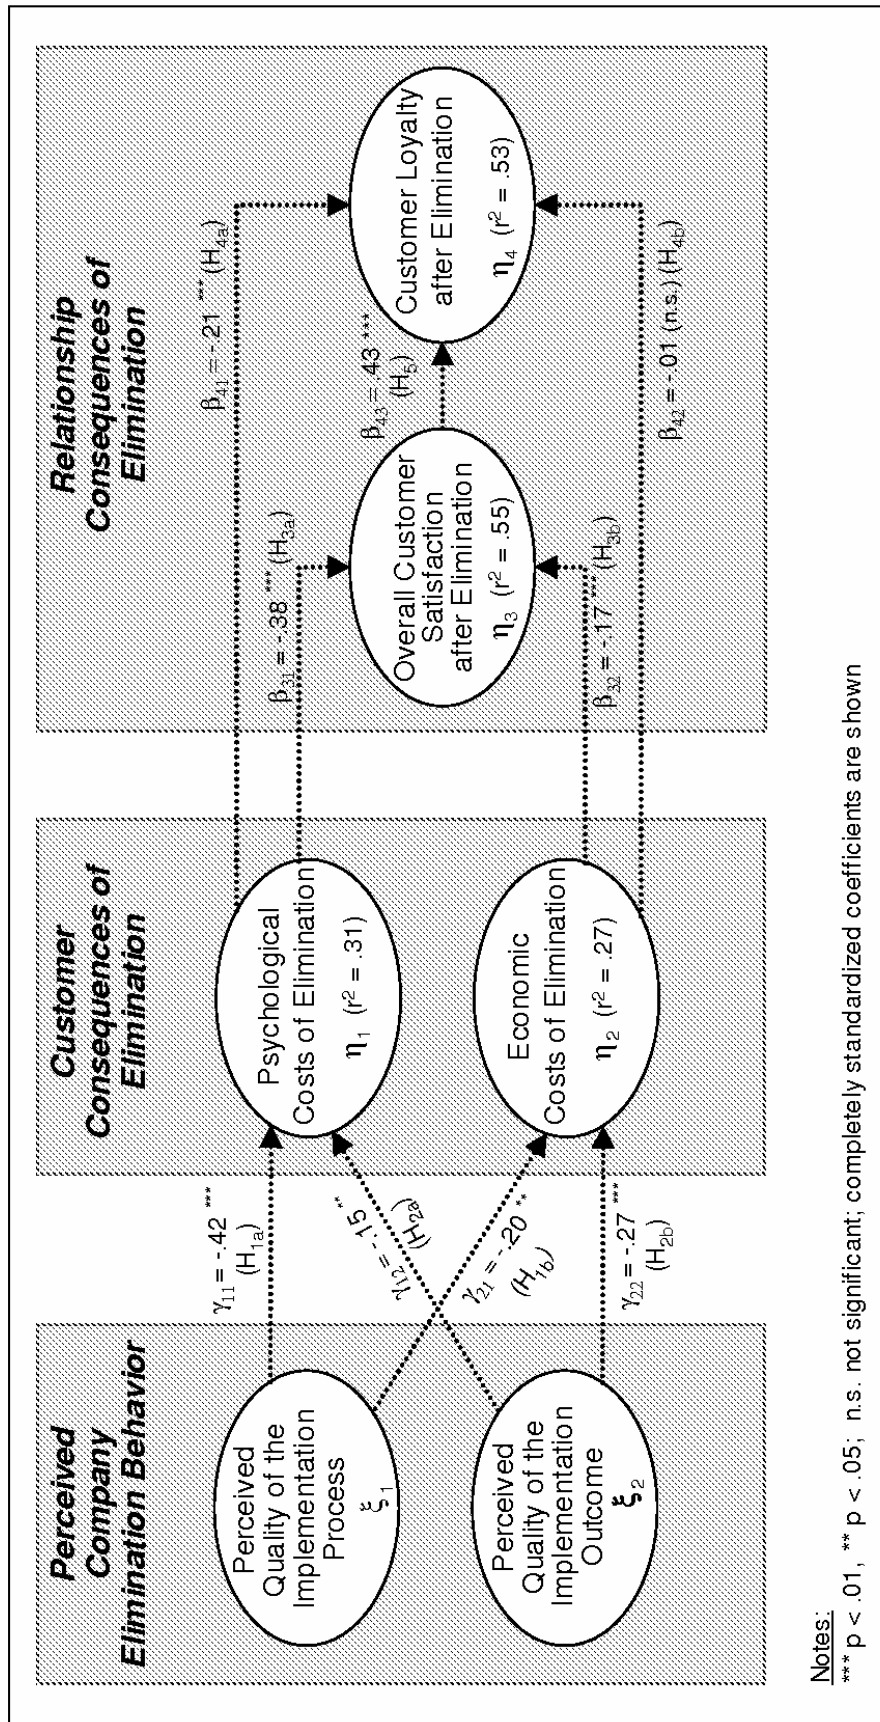 Perceived
Company
Elimination Behavior
Customer
Consequences of
Elimination
Relationship
Consequences of
Elimination
Perceived
Quality of the
Implementation
Process
ξ1
Perceived
Quality of the
Implementation
Outcome
ξ2
γ11 = -.42 ***
(H1a)
γ12 = -.15 **
(H2a)
γ21 = -.20 **
(H1b)
γ22 = -.27 ***
(H2b)
Psychological
Costs of Elimination
η1 (r² = .31)
Economic
Costs of Elimination
η2 (r² = .27)
β41 = -.21 *** (H4a)
β31 = -.38 *** (H3a)
Overall Customer
Satisfaction
after Elimination
η3 (r² = .55)
β43 = .43 ***
(H5)
Customer Loyalty
after Elimination
η4 (r² = .53)
β32 = -.17 *** (H3b)
β42 = -.01 (n.s.) (H4b)
Notes:
*** p < .01, ** p < .05; n.s. not significant; completely standardized coefficients are shown